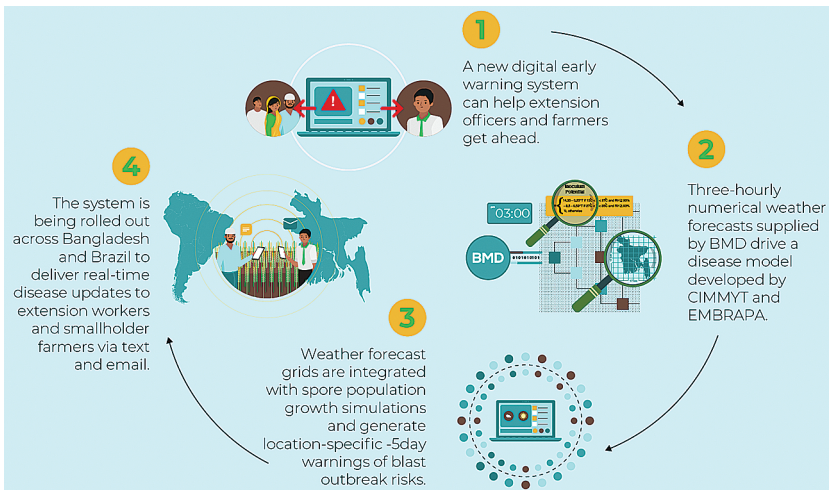 1
A new digital early
warning system
can help extension
officers and farmers
get ahead.
2
Three-hourly
numerical weather
forecasts supplied
by BMD drive a
disease model
developed by
CIMMYT and
EMBRAPA.
03:00
BMD
Inoculum
Potential
3
Weather forecast
grids are integrated
with spore population
growth simulations
and generate
location-specific -5day
warnings of blast
outbreak risks.
4
The system is
being rolled out
across Bangladesh
and Brazil to
deliver real-time
disease updates to
extension workers
and smallholder
farmers via text
and email.